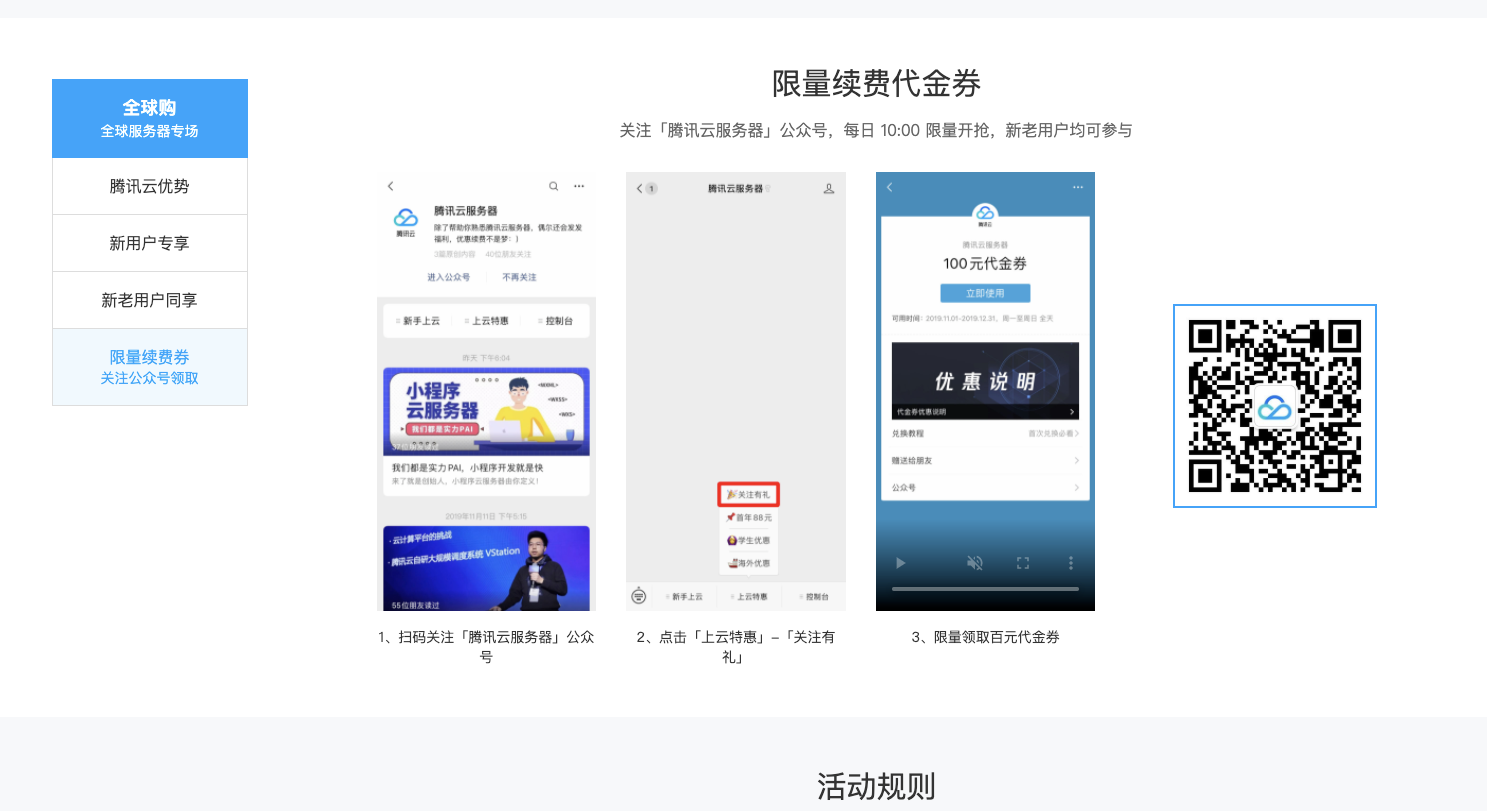 全球购
全球服务器专场
腾讯云优势
新用户专享
新老用户同享
限量续费券
关注公众号领取
限量续费代金券
关注「腾讯云服务器」公众号，每日 10:00 限量开抢，新老用户均可参与
腾讯云服务器
腾讯云
除了帮助你熟悉腾讯云服务器，偶尔还会发发
福利，优惠续费不是梦：)
3篇原创内容 40位朋友关注
进入公众号 不再关注
新手上云 上云特惠 控制台
昨天 下午6:04
小程序
云服务器
我们都是实力PAI
我们都是实力 PAI，小程序开发就是快
来了就是创始人，小程序云服务器由你定义！
2019年11月11日 下午5:15
· 云计算平台的挑战
· 腾讯云自研大规模调度系统 VStation
55位朋友读过
1、扫码关注「腾讯云服务器」公众
号
1 腾讯云服务器
关注有礼
首年88元
学生优惠
海外优惠
新手上云 上云特惠 控制台
2、点击「上云特惠」–「关注有
礼」
腾讯云
腾讯云服务器
100元代金券
立即使用
可用时间：2019.11.01-2019.12.31，周一至周日 全天
优惠说明
代金券优惠说明
兑换教程 首次兑换必看
赠送给朋友
公众号
3、限量领取百元代金券
活动规则